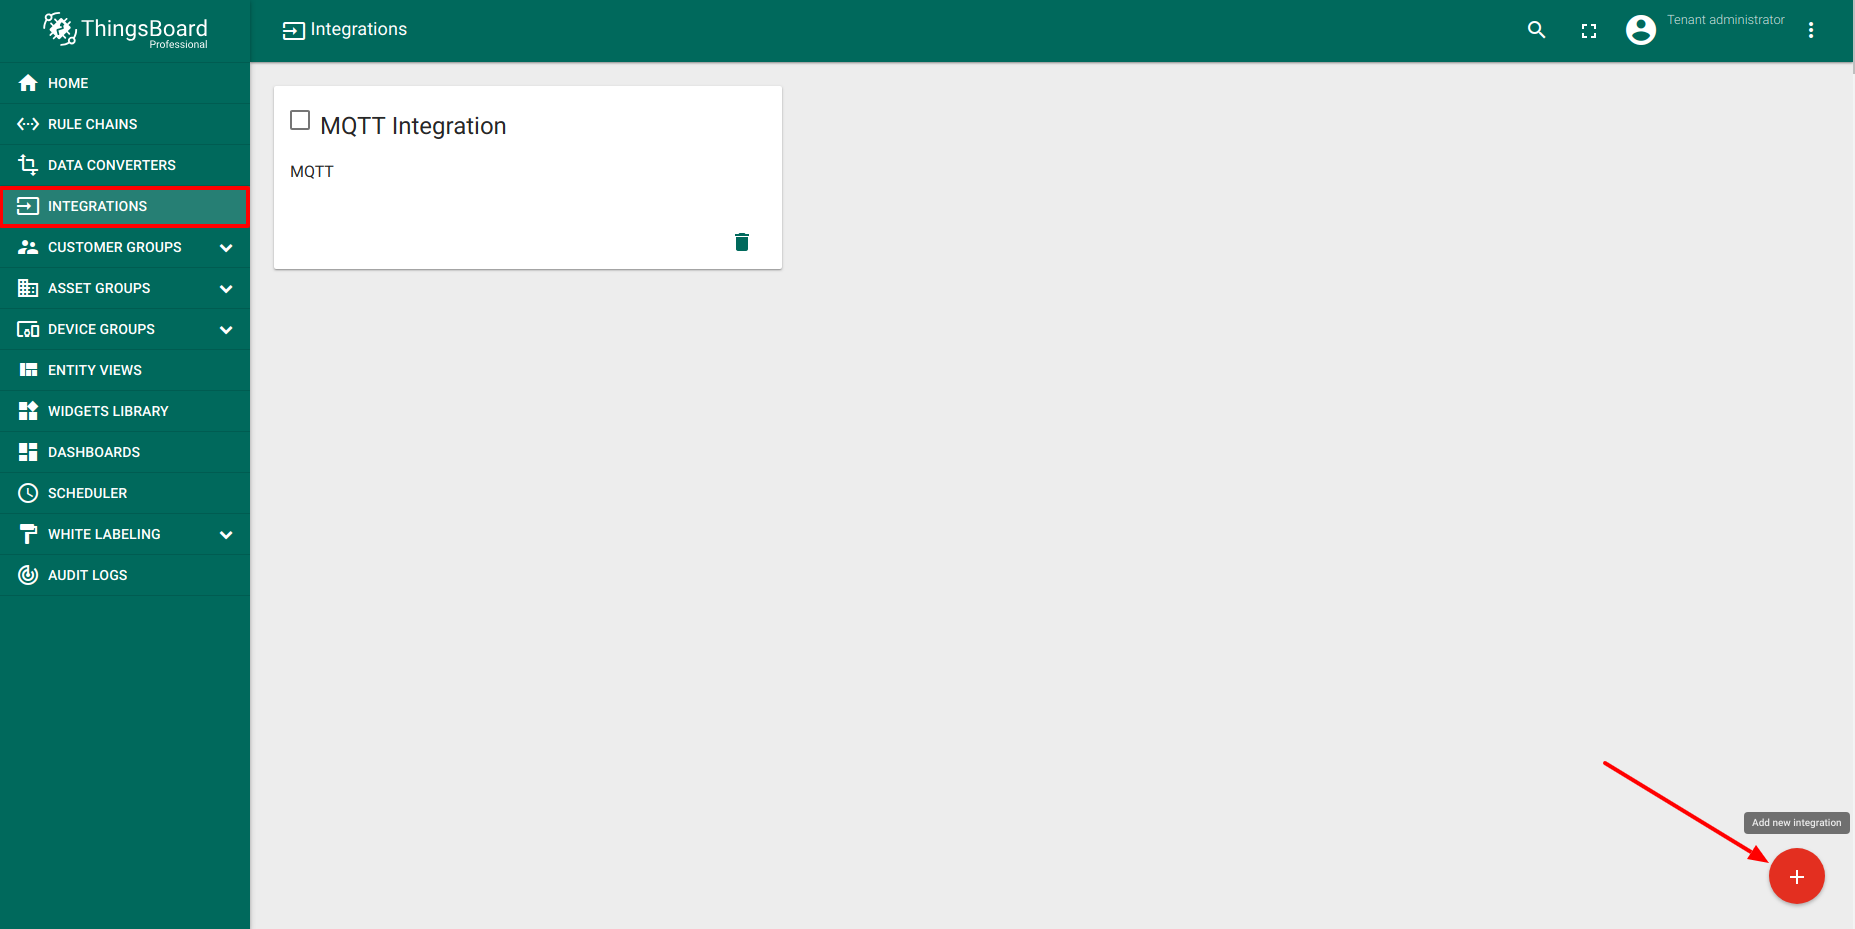 ThingsBoard
Professional
Integrations
Tenant administrator
HOME
RULE CHAINS
DATA CONVERTERS
INTEGRATIONS
CUSTOMER GROUPS
ASSET GROUPS
DEVICE GROUPS
ENTITY VIEWS
WIDGETS LIBRARY
DASHBOARDS
SCHEDULER
WHITE LABELING
AUDIT LOGS
MQTT Integration
MQTT
Add new integration